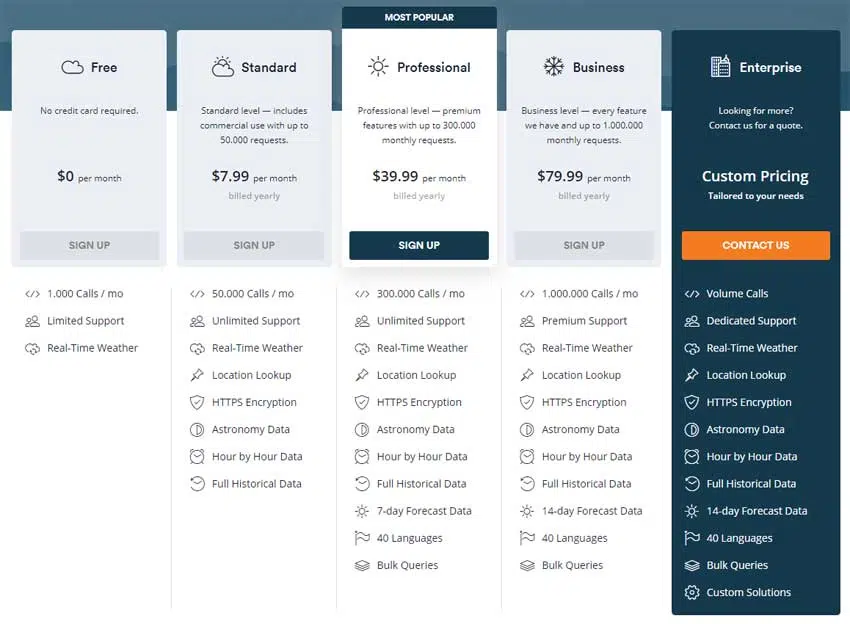 MOST POPULAR
Free
No credit card required.
$0 per month
SIGN UP
1.000 Calls / mo
Limited Support
Real-Time Weather
Standard
Standard level — includes
commercial use with up to
50.000 requests.
$7.99 per month
billed yearly
SIGN UP
50.000 Calls / mo
Unlimited Support
Real-Time Weather
Location Lookup
HTTPS Encryption
Astronomy Data
Hour by Hour Data
Full Historical Data
Professional
Professional level — premium
features with up to 300.000
monthly requests.
$39.99 per month
billed yearly
SIGN UP
300.000 Calls / mo
Unlimited Support
Real-Time Weather
Location Lookup
HTTPS Encryption
Astronomy Data
Hour by Hour Data
Full Historical Data
7-day Forecast Data
40 Languages
Bulk Queries
Business
Business level — every feature
we have and up to 1.000.000
monthly requests.
$79.99 per month
billed yearly
SIGN UP
1.000.000 Calls / mo
Premium Support
Real-Time Weather
Location Lookup
HTTPS Encryption
Astronomy Data
Hour by Hour Data
Full Historical Data
14-day Forecast Data
40 Languages
Bulk Queries
Enterprise
Looking for more?
Contact us for a quote.
Custom Pricing
Tailored to your needs
CONTACT US
Volume Calls
Dedicated Support
Real-Time Weather
Location Lookup
HTTPS Encryption
Astronomy Data
Hour by Hour Data
Full Historical Data
14-day Forecast Data
40 Languages
Bulk Queries
Custom Solutions